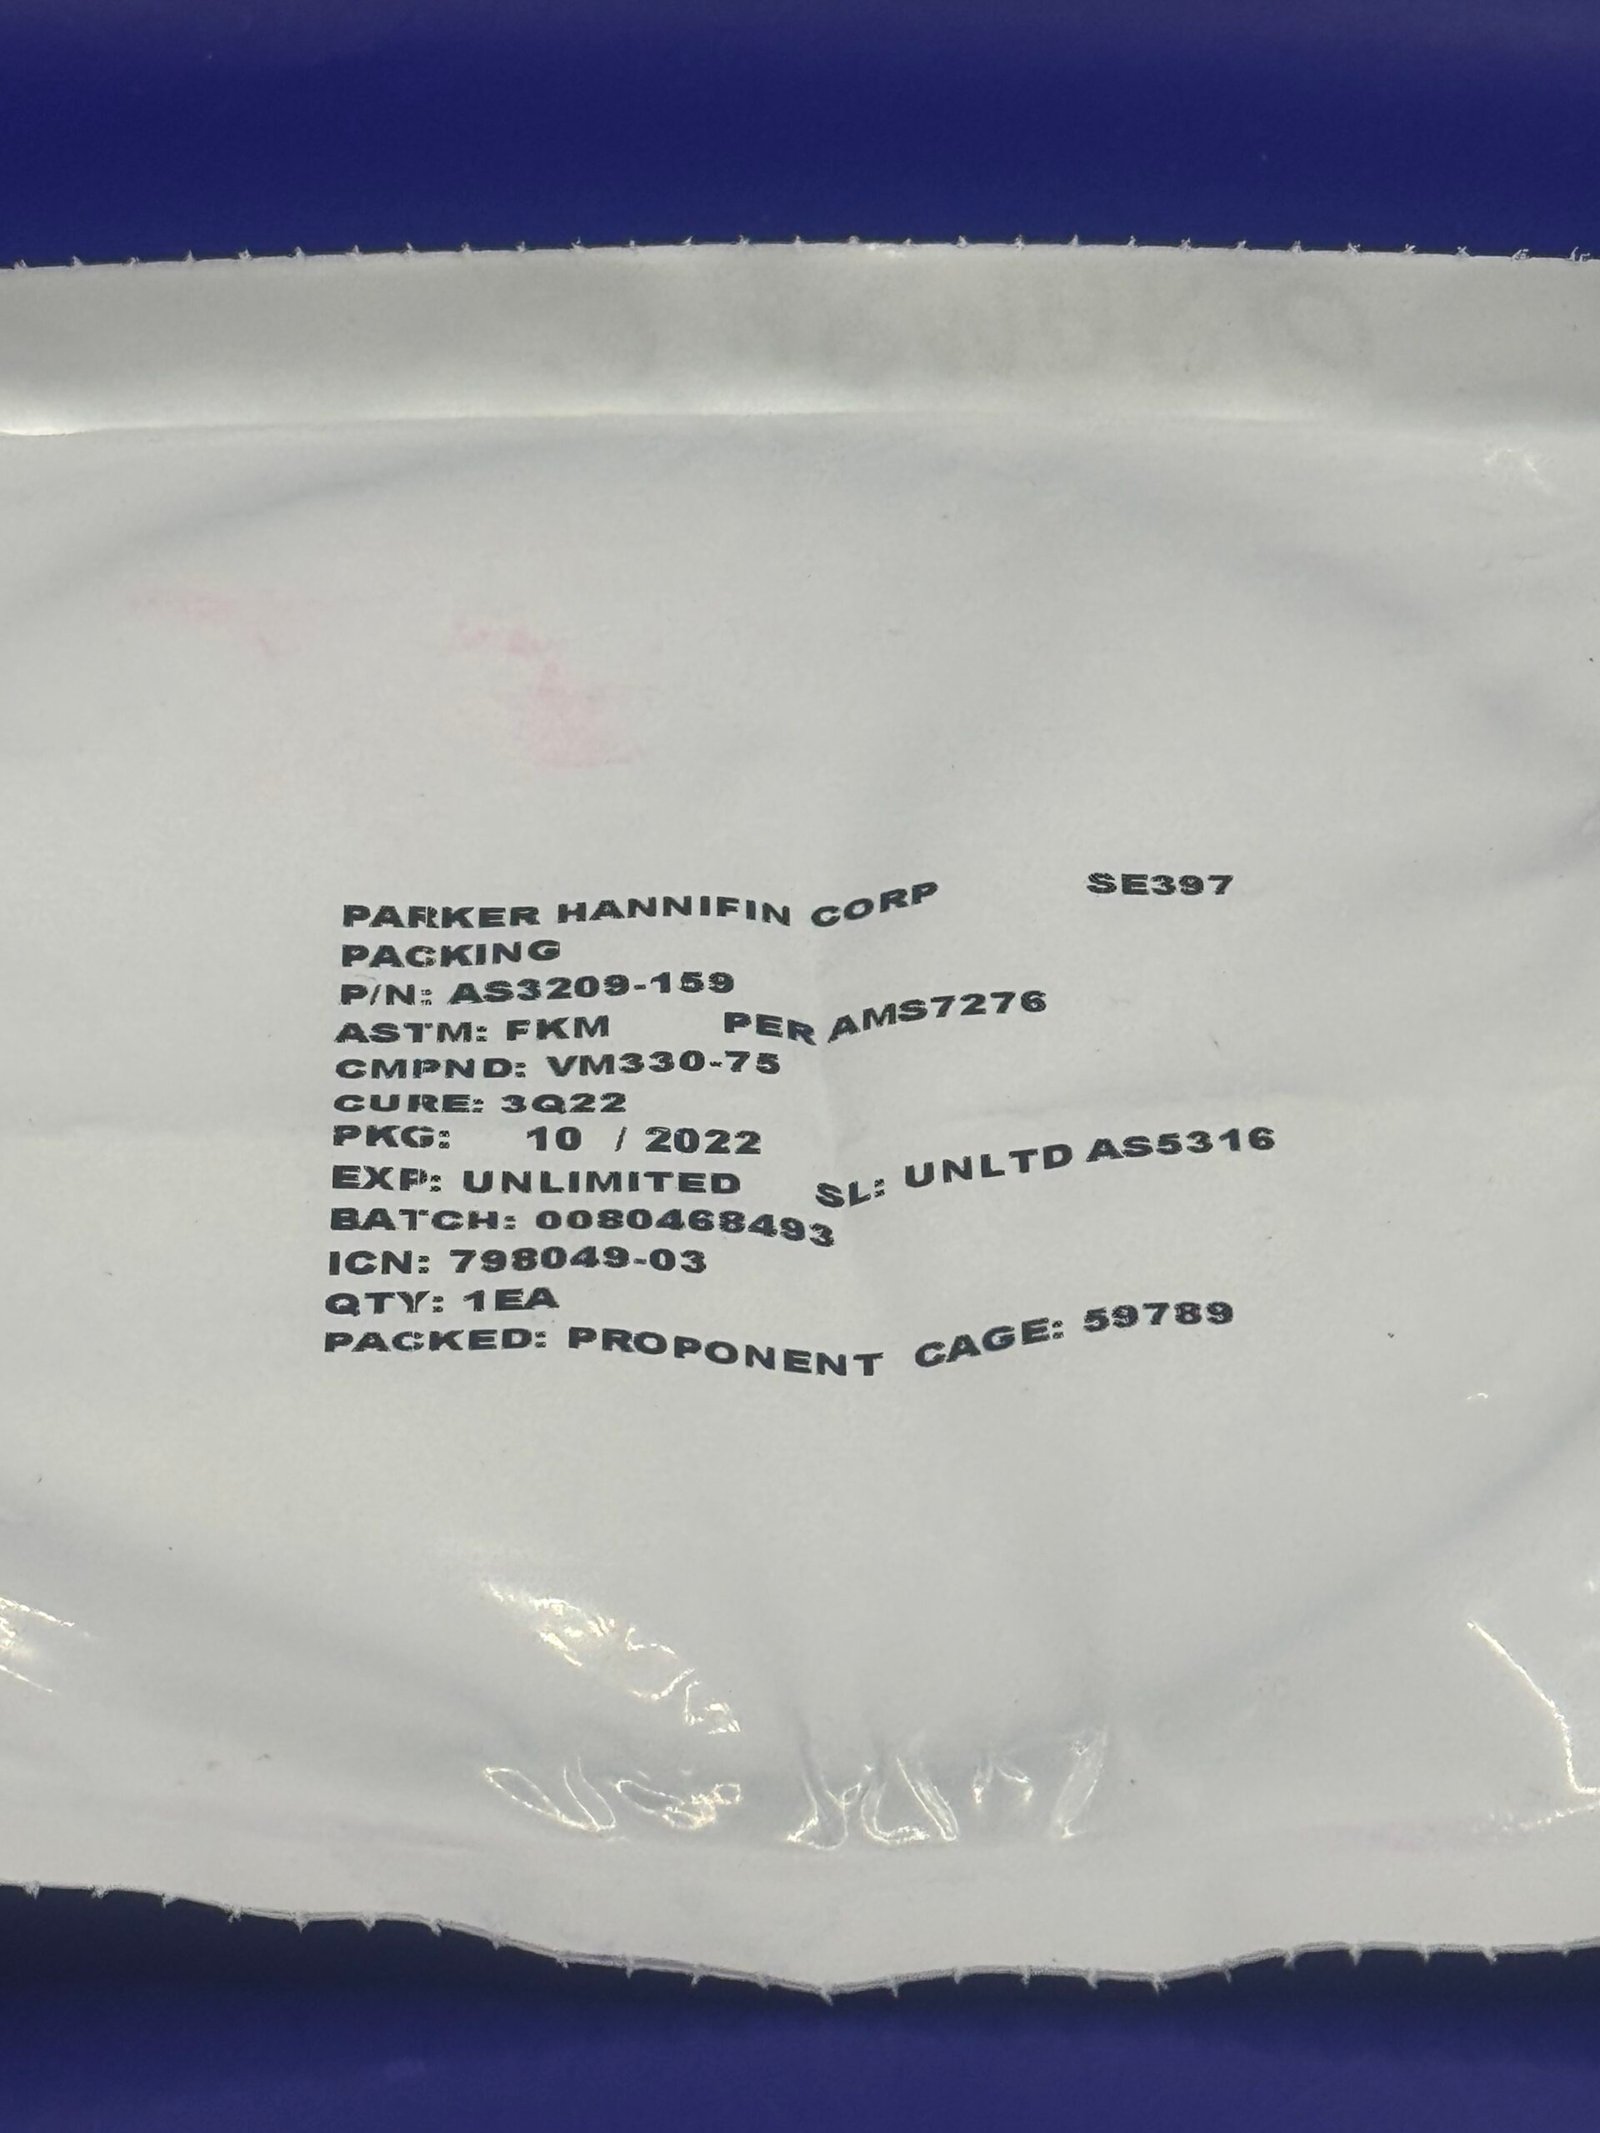 PARKER HANNIFIN CORP SE397
PACKING
P/N: AS3209-159
ASTM: FKM PER AMS7276
CMPND: VM330-75
CURE: 3Q22
PKG: 10 / 2022
EXP: UNLIMITED SL: UNLTD AS5316
BATCH: 0080468493
ICN: 798049-03
QTY: 1EA
PACKED: PROPONENT CAGE: 59789